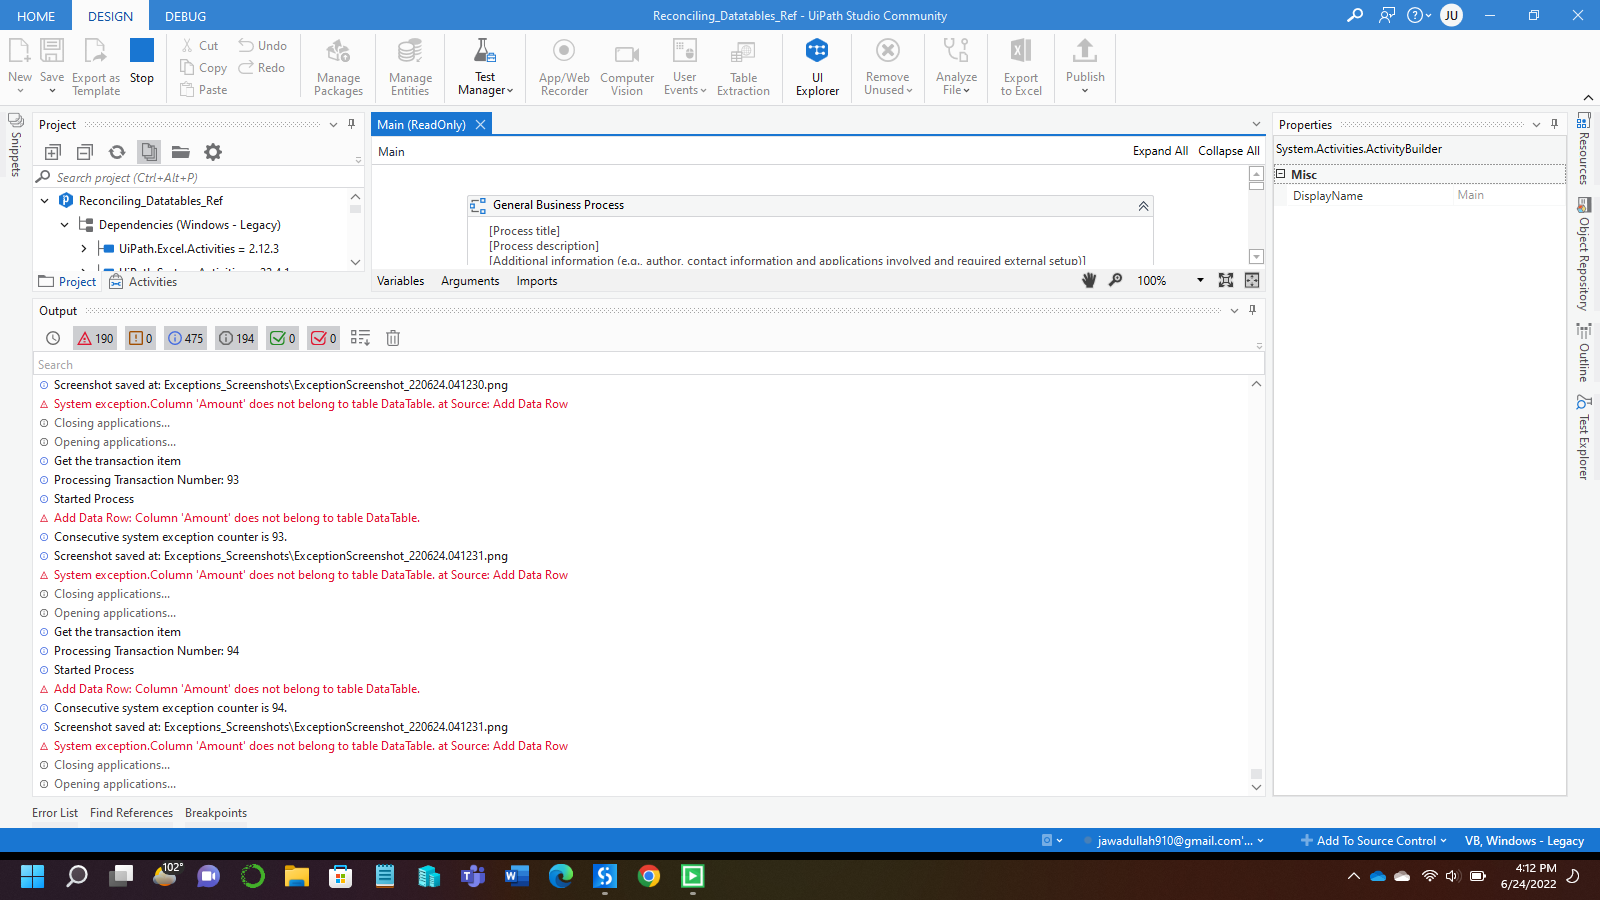 HOME DESIGN DEBUG
Reconciling_Datatables_Ref - UiPath Studio Community
JU
New
Save
Export as
Template
Stop
Cut
Copy
Paste
Undo
Redo
Manage
Packages
Manage
Entities
Test
Manager
App/Web
Recorder
Computer
Vision
User
Events
Table
Extraction
UI
Explorer
Remove
Unused
Analyze
File
Export
to Excel
Publish
Snippets
Project
Search project (Ctrl+Alt+P)
Reconciling_Datatables_Ref
Dependencies (Windows - Legacy)
UiPath.Excel.Activities = 2.12.3
Project Activities
Main (ReadOnly)
Main
Expand All Collapse All
General Business Process
[Process title]
[Process description]
[Additional information (e.g., author, contact information and applications involved and required external setup)]
Variables Arguments Imports
100%
Properties
System.Activities.ActivityBuilder
Misc
DisplayName Main
Resources
Object Repository
Outline
Test Explorer
Output
190 0 475 194 0 0
Search
Screenshot saved at: Exceptions_Screenshots\ExceptionScreenshot_220624.041230.png
System exception.Column 'Amount' does not belong to table DataTable. at Source: Add Data Row
Closing applications...
Opening applications...
Get the transaction item
Processing Transaction Number: 93
Started Process
Add Data Row: Column 'Amount' does not belong to table DataTable.
Consecutive system exception counter is 93.
Screenshot saved at: Exceptions_Screenshots\ExceptionScreenshot_220624.041231.png
System exception.Column 'Amount' does not belong to table DataTable. at Source: Add Data Row
Closing applications...
Opening applications...
Get the transaction item
Processing Transaction Number: 94
Started Process
Add Data Row: Column 'Amount' does not belong to table DataTable.
Consecutive system exception counter is 94.
Screenshot saved at: Exceptions_Screenshots\ExceptionScreenshot_220624.041231.png
System exception.Column 'Amount' does not belong to table DataTable. at Source: Add Data Row
Closing applications...
Opening applications...
Error List Find References Breakpoints
jawadullah910@gmail.com'...
Add To Source Control
VB, Windows - Legacy
102°
4:12 PM
6/24/2022